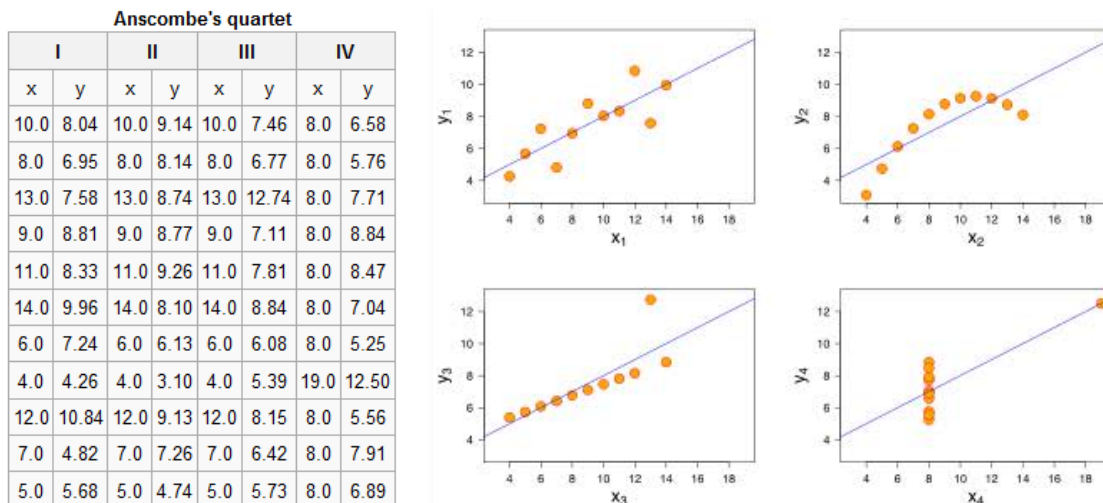 Anscombe's quartet
I II III IV
x y x y x y x y
10.0 8.04 10.0 9.14 10.0 7.46 8.0 6.58
8.0 6.95 8.0 8.14 8.0 6.77 8.0 5.76
13.0 7.58 13.0 8.74 13.0 12.74 8.0 7.71
9.0 8.81 9.0 8.77 9.0 7.11 8.0 8.84
11.0 8.33 11.0 9.26 11.0 7.81 8.0 8.47
14.0 9.96 14.0 8.10 14.0 8.84 8.0 7.04
6.0 7.24 6.0 6.13 6.0 6.08 8.0 5.25
4.0 4.26 4.0 3.10 4.0 5.39 19.0 12.50
12.0 10.84 12.0 9.13 12.0 8.15 8.0 5.56
7.0 4.82 7.0 7.26 7.0 6.42 8.0 7.91
5.0 5.68 5.0 4.74 5.0 5.73 8.0 6.89
y₁
12
10
8
6
4
4 6 8 10 12 14 16 18
x₁
y₂
12
10
8
6
4
4 6 8 10 12 14 16 18
x₂
y₃
12
10
8
6
4
4 6 8 10 12 14 16 18
x₃
y₄
12
10
8
6
4
4 6 8 10 12 14 16 18
x₄